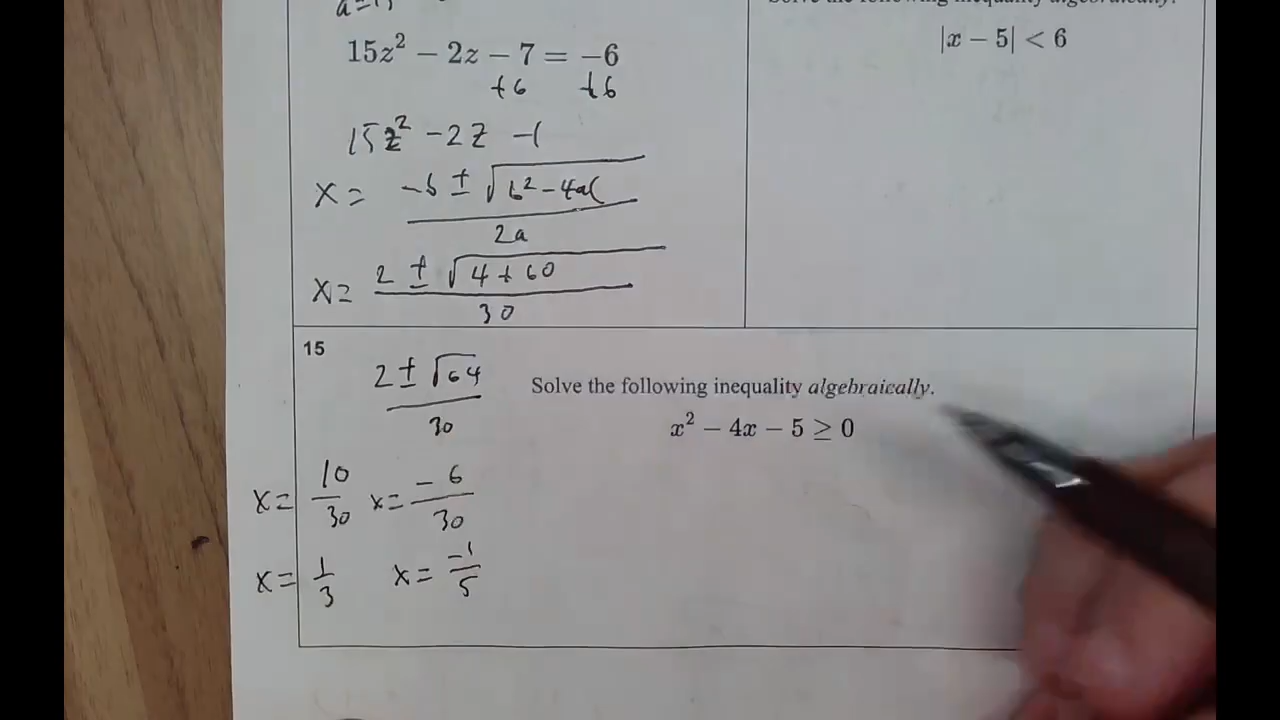 a=15
15z² − 2z − 7 = −6
+6 +6
15z² −2z −1
x = −b ± √b²−4ac
2a
x= 2 ± √4+60
30
|x − 5| < 6
15
2 ± √64
30
Solve the following inequality algebraically.
x² − 4x − 5 ≥ 0
x= 10/30 x= −6/30
x= 1/3 x= −1/5